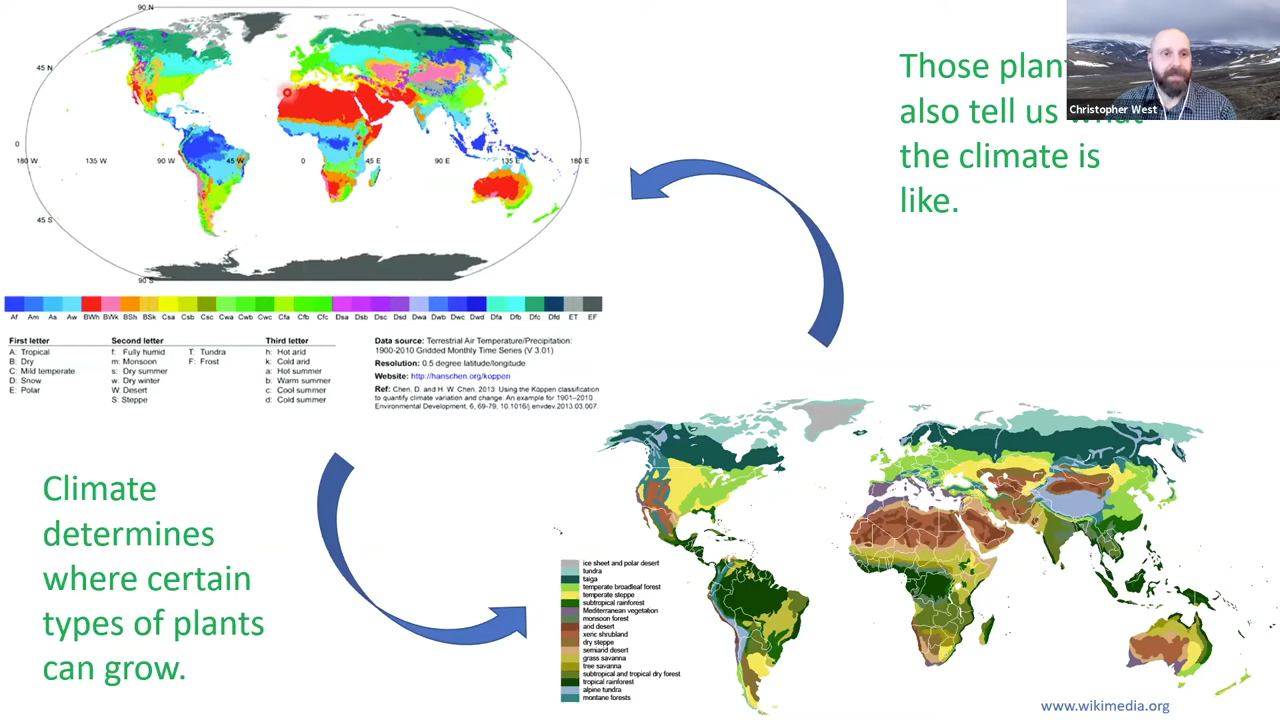 90 N
45 N
0
180 W
135 W
90 W
45 W
0
45 E
90 E
135 E
180 E
45 S
90 S
Af Am As Aw BWh BWk BSh BSk Csa Csb Csc Cwa Cwb Cwc Cfa Cfb Cfc Dsa Dsb Dsc Dsd Dwa Dwb Dwc Dwd Dfa Dfb Dfc Dfd ET EF
First letter
A: Tropical
B: Dry
C: Mild temperate
D: Snow
E: Polar
Second letter
f: Fully humid
m: Monsoon
s: Dry summer
w: Dry winter
W: Desert
S: Steppe
T: Tundra
F: Frost
Third letter
h: Hot arid
k: Cold arid
a: Hot summer
b: Warm summer
c: Cool summer
d: Cold summer
Data source: Terrestrial Air Temperature/Precipitation:
1900-2010 Gridded Monthly Time Series (V 3.01)
Resolution: 0.5 degree latitude/longitude
Website: http://hanschen.org/koppen
Ref: Chen, D. and H. W. Chen, 2013: Using the Köppen classification
to quantify climate variation and change: An example for 1901–2010
Environmental Development, 6, 69-79, 10.1016/j.envdev.2013.03.007.
Those plan
also tell us what
the climate is
like.
Christopher West
Climate
determines
where certain
types of plants
can grow.
ice sheet and polar desert
tundra
taiga
temperate broadleaf forest
temperate steppe
subtropical rainforest
Mediterranean vegetation
monsoon forest
arid desert
xeric shrubland
dry steppe
semiarid desert
grass savanna
tree savanna
subtropical and tropical dry forest
tropical rainforest
alpine tundra
montane forests
www.wikimedia.org